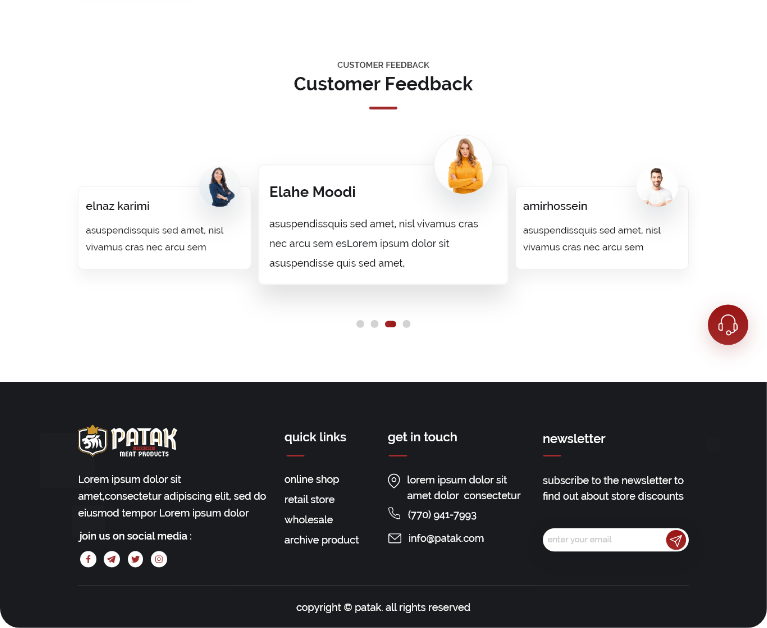 CUSTOMER FEEDBACK
Customer Feedback
elnaz karimi
asuspendissquis sed amet, nisl
vivamus cras nec arcu sem
Elahe Moodi
asuspendissquis sed amet, nisl vivamus cras
nec arcu sem esLorem ipsum dolor sit
asuspendisse quis sed amet.
amirhossein
asuspendissquis sed amet, nisl
vivamus cras nec arcu sem
PATAK
MEAT PRODUCTS
Lorem ipsum dolor sit
amet,consectetur adipiscing elit, sed do
eiusmod tempor Lorem ipsum dolor
join us on social media :
quick links
online shop
retail store
wholesale
archive product
get in touch
lorem ipsum dolor sit
amet dolor consectetur
(770) 941-7993
info@patak.com
newsletter
subscribe to the newsletter to
find out about store discounts
enter your email
copyright © patak. all rights reserved